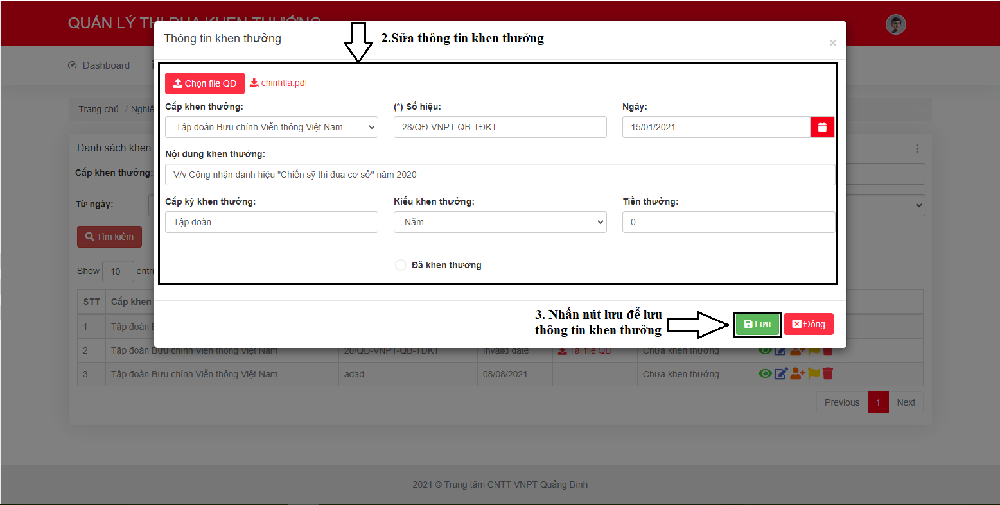 QUẢN LÝ THI ĐUA KHEN THƯỞNG
Thông tin khen thưởng
2.Sửa thông tin khen thưởng
×
Dashboard
Chọn file QĐ chinhtla.pdf
Trang chủ / Nghiệ
Cấp khen thưởng: (*) Số hiệu: Ngày:
Tập đoàn Bưu chính Viễn thông Việt Nam 28/QĐ-VNPT-QB-TĐKT 15/01/2021
Danh sách khen
Nội dung khen thưởng:
Cấp khen thưởng:
V/v Công nhận danh hiệu "Chiến sỹ thi đua cơ sở" năm 2020
Từ ngày:
Cấp ký khen thưởng: Kiểu khen thưởng: Tiền thưởng:
Tập đoàn Năm 0
Tìm kiếm
Đã khen thưởng
Show 10 entri
STT Cấp khen
3. Nhấn nút lưu để lưu
thông tin khen thưởng
Lưu Đóng
1 Tập đoàn
2 Tập đoàn Bưu chính Viễn thông Việt Nam 28/QĐ-VNPT-QB-TĐKT Invalid date Tải file QĐ Chưa khen thưởng
3 Tập đoàn Bưu chính Viễn thông Việt Nam adad 08/08/2021 Chưa khen thưởng
Previous 1 Next
2021 © Trung tâm CNTT VNPT Quảng Bình